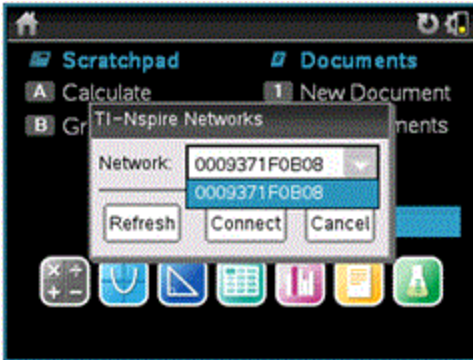 Scratchpad
Documents
A Calculate
1 New Document
B Gr
ments
TI-Nspire Networks
Network: 0009371F0B08
0009371F0B08
Refresh Connect Cancel